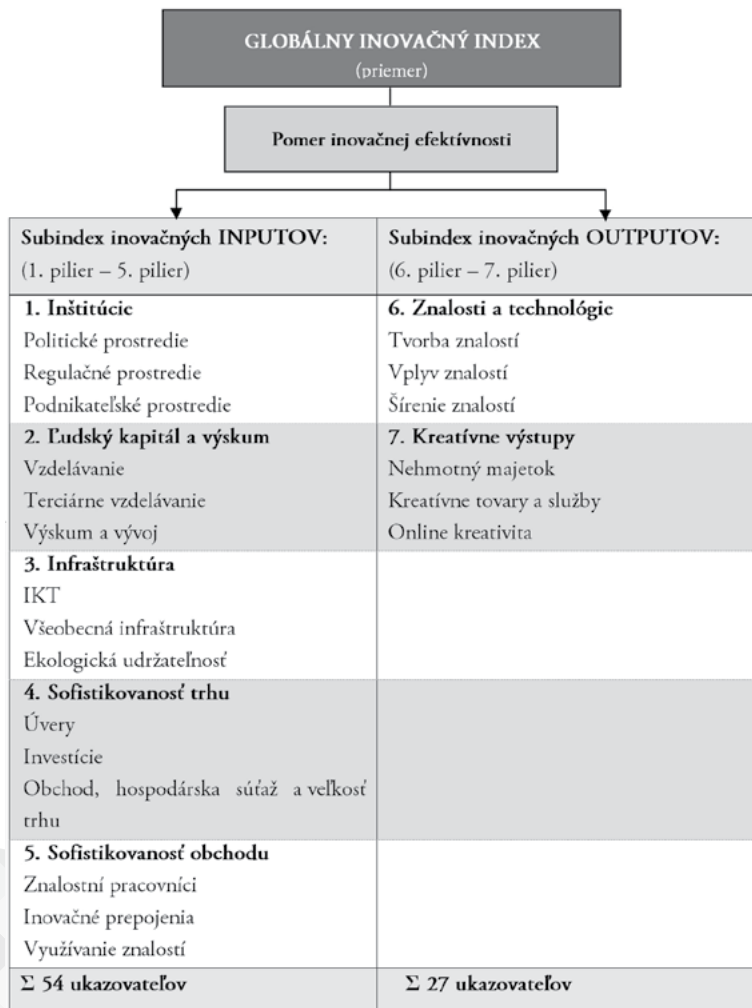 GLOBÁLNY INOVAČNÝ INDEX
(priemer)
Pomer inovačnej efektívnosti
Subindex inovačných INPUTOV:
(1. pilier – 5. pilier)
1. Inštitúcie
Politické prostredie
Regulačné prostredie
Podnikateľské prostredie
2. Ľudský kapitál a výskum
Vzdelávanie
Terciárne vzdelávanie
Výskum a vývoj
3. Infraštruktúra
IKT
Všeobecná infraštruktúra
Ekologická udržateľnosť
4. Sofistikovanosť trhu
Úvery
Investície
Obchod, hospodárska súťaž a veľkosť
trhu
5. Sofistikovanosť obchodu
Znalostní pracovníci
Inovačné prepojenia
Využívanie znalostí
Σ 54 ukazovateľov
Subindex inovačných OUTPUTOV:
(6. pilier – 7. pilier)
6. Znalosti a technológie
Tvorba znalostí
Vplyv znalostí
Šírenie znalostí
7. Kreatívne výstupy
Nehmotný majetok
Kreatívne tovary a služby
Online kreativita
Σ 27 ukazovateľov